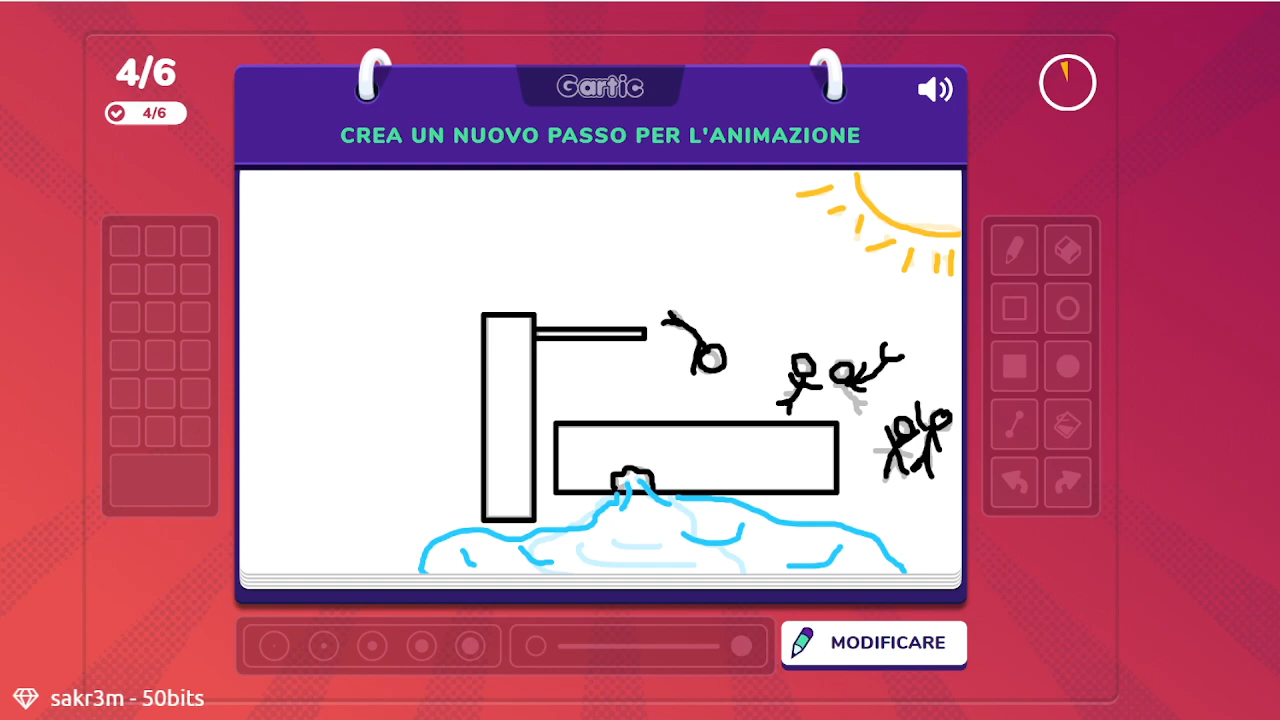 4/6
4/6
Gartic
CREA UN NUOVO PASSO PER L'ANIMAZIONE
MODIFICARE
sakr3m - 50bits